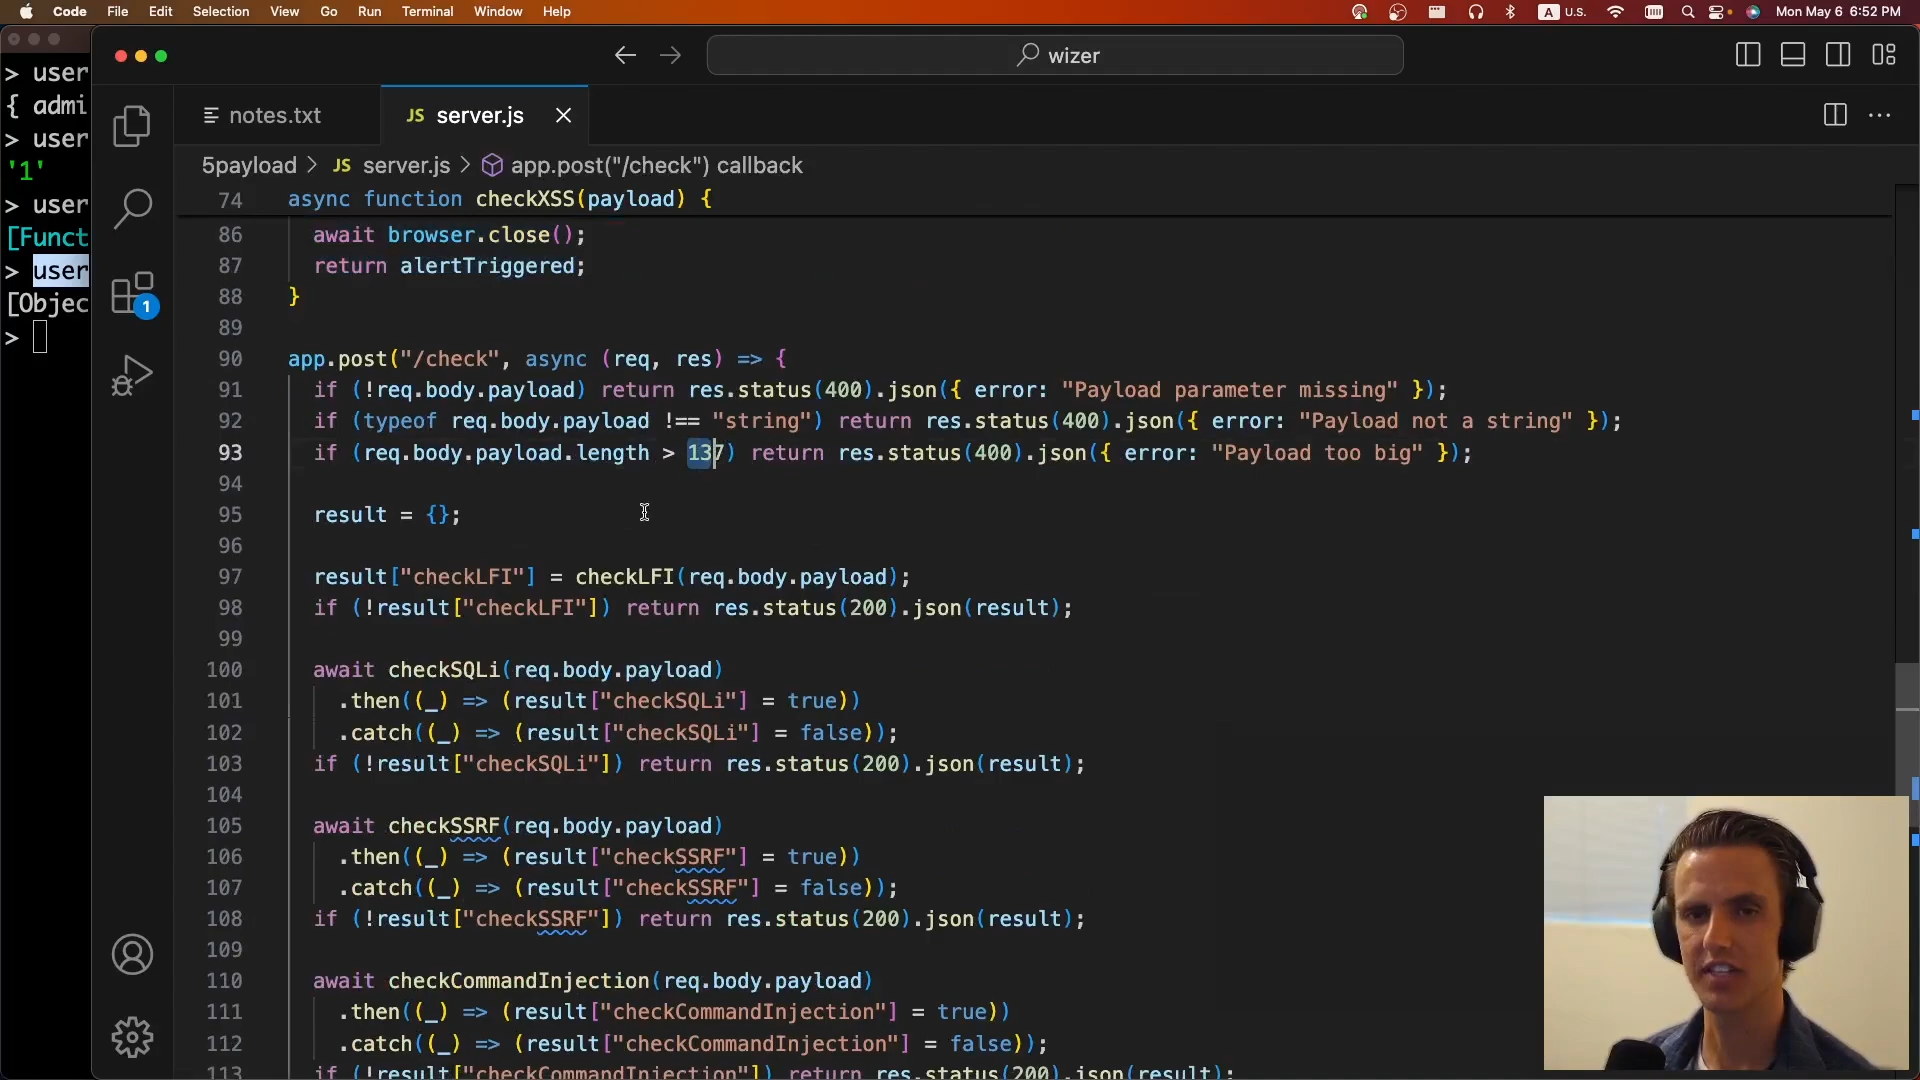 Code File Edit Selection View Go Run Terminal Window Help A U.S. Mon May 6 6:52 PM
wizer
> user
{ admi
> user
'1'
> user
[Funct
> user
[Objec
>
1
notes.txt JS server.js
5payload > JS server.js > app.post("/check") callback
74 async function checkXSS(payload) {
86 await browser.close();
87 return alertTriggered;
88 }
89
90 app.post("/check", async (req, res) => {
91 if (!req.body.payload) return res.status(400).json({ error: "Payload parameter missing" });
92 if (typeof req.body.payload !== "string") return res.status(400).json({ error: "Payload not a string" });
93 if (req.body.payload.length > 137) return res.status(400).json({ error: "Payload too big" });
94
95 result = {};
96
97 result["checkLFI"] = checkLFI(req.body.payload);
98 if (!result["checkLFI"]) return res.status(200).json(result);
99
100 await checkSQLi(req.body.payload)
101 .then((_) => (result["checkSQLi"] = true))
102 .catch((_) => (result["checkSQLi"] = false));
103 if (!result["checkSQLi"]) return res.status(200).json(result);
104
105 await checkSSRF(req.body.payload)
106 .then((_) => (result["checkSSRF"] = true))
107 .catch((_) => (result["checkSSRF"] = false));
108 if (!result["checkSSRF"]) return res.status(200).json(result);
109
110 await checkCommandInjection(req.body.payload)
111 .then((_) => (result["checkCommandInjection"] = true))
112 .catch((_) => (result["checkCommandInjection"] = false));
113 if (!result["checkCommandInjection"]) return res.status(200).json(result);